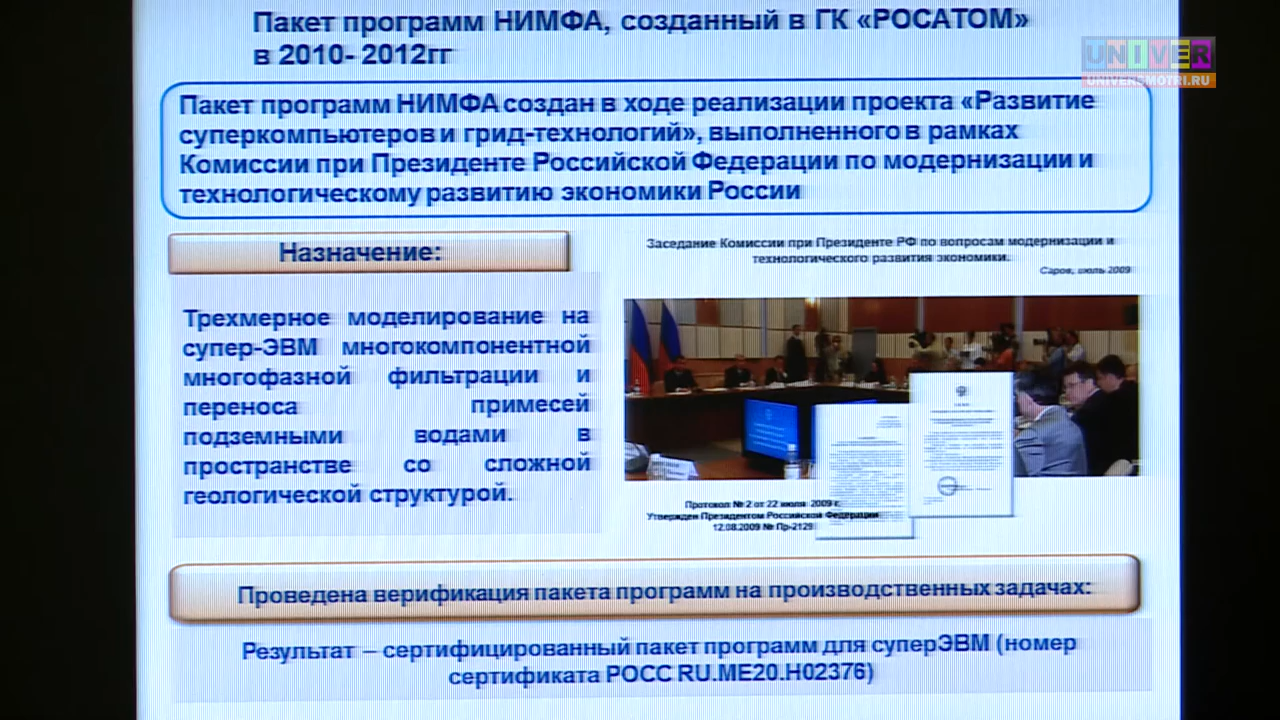 Пакет программ НИМФА, созданный в ГК «РОСАТОМ»
в 2010- 2012гг
UNIVER
UNIVERSMOTRI.RU
Пакет программ НИМФА создан в ходе реализации проекта «Развитие
суперкомпьютеров и грид-технологий», выполненного в рамках
Комиссии при Президенте Российской Федерации по модернизации и
технологическому развитию экономики России
Назначение:
Трехмерное моделирование на
супер-ЭВМ многокомпонентной
многофазной фильтрации и
переноса примесей
подземными водами в
пространстве со сложной
геологической структурой.
Заседание Комиссии при Президенте РФ по вопросам модернизации и
технологического развития экономики.
Саров, июль 2009
Протокол № 2 от 22 июля 2009 г.
Утвержден Президентом Российской Федерации
12.08.2009 № Пр-2129
Проведена верификация пакета программ на производственных задачах:
Результат – сертифицированный пакет программ для суперЭВМ (номер
сертификата РОСС RU.ME20.H02376)